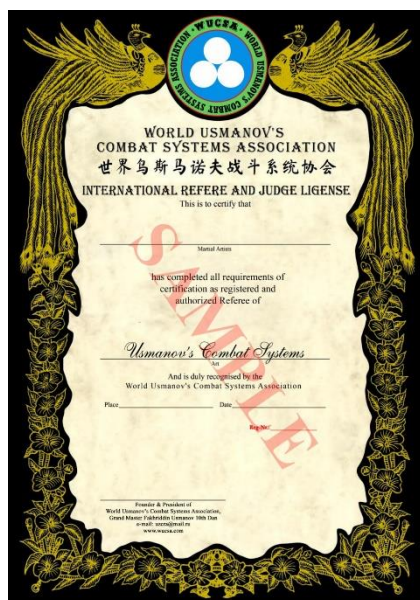 WUCSA · WORLD USMANOV'S COMBAT SYSTEMS ASSOCIATION ·
WORLD USMANOV'S
COMBAT SYSTEMS ASSOCIATION
世界乌斯马诺夫战斗系统协会
INTERNATIONAL REFERE AND JUDGE LIGENSE
This is to certify that
Martial Artists
has completed all requirements of
certification as registered and
authorized Referee of
Usmanov's Combat Systems
Art
And is duly recognised by the
World Usmanov's Combat Systems Association
Place Date
Reg-Nr:
SAMPLE
Founder & President of
World Usmanov's Combat Systems Association,
Grand Master Fakhriddin Usmanov 10th Dan
www.wucsa.com